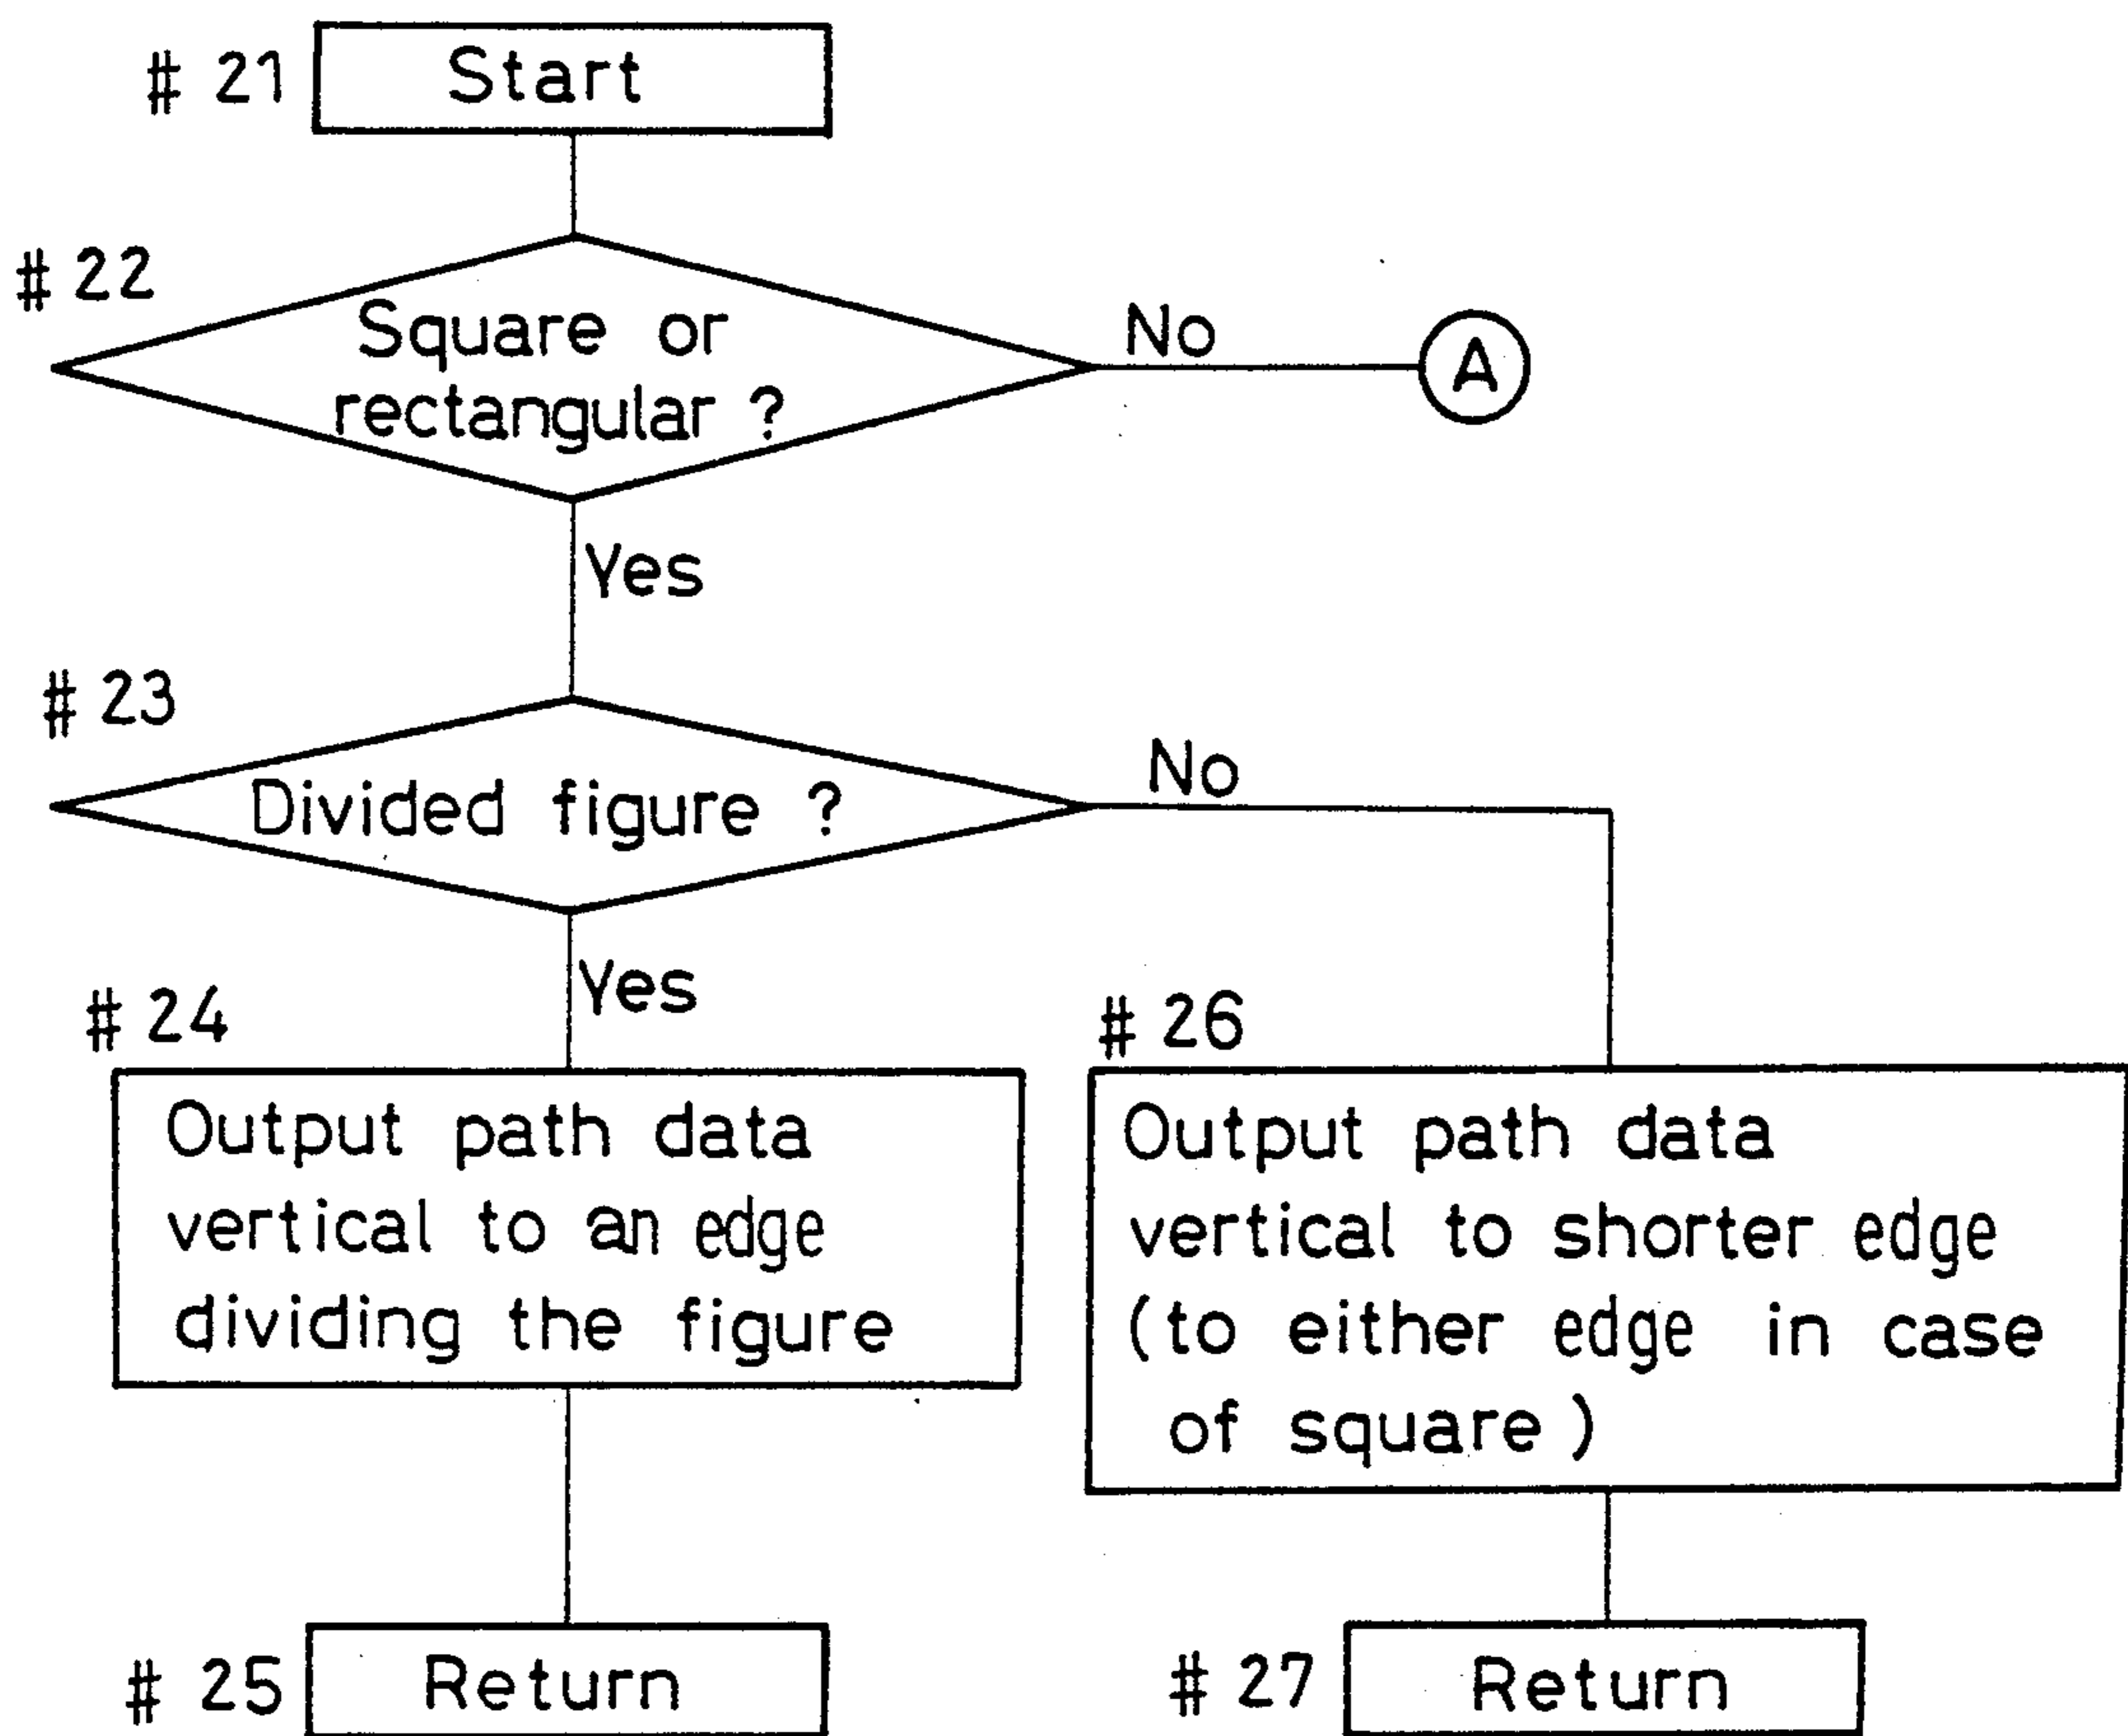 # 21 Start
# 22
Square or
rectangular ?
No
A
Yes
# 23
Divided figure ?
No
Yes
# 24
Output path data
vertical to an edge
dividing the figure
# 26
Output path data
vertical to shorter edge
(to either edge in case
of square)
# 25 Return
# 27 Return